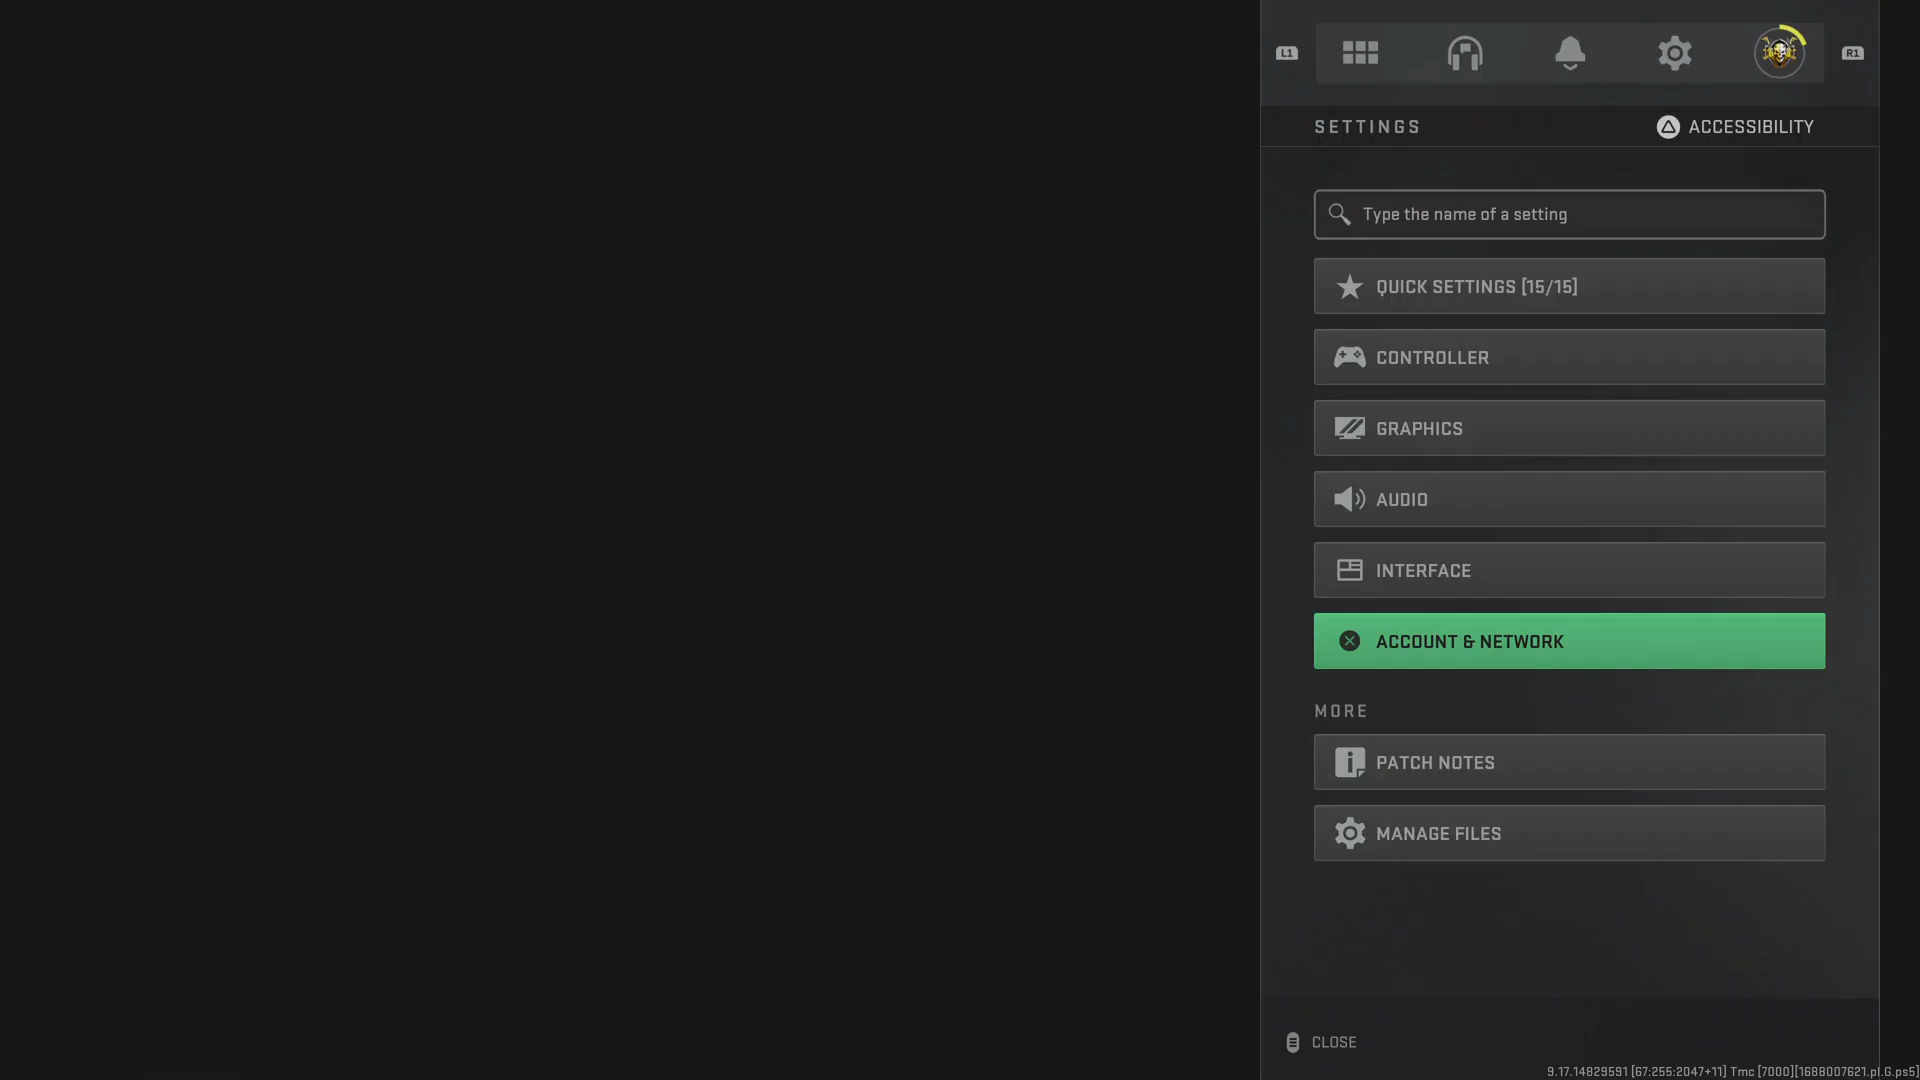 L1
R1
SETTINGS
ACCESSIBILITY
Type the name of a setting
QUICK SETTINGS [15/15]
CONTROLLER
GRAPHICS
AUDIO
INTERFACE
ACCOUNT & NETWORK
MORE
PATCH NOTES
MANAGE FILES
CLOSE
9.17.14829591 [67:255:2047+11] Tmc [7000][1688007621.pl.G.ps5]